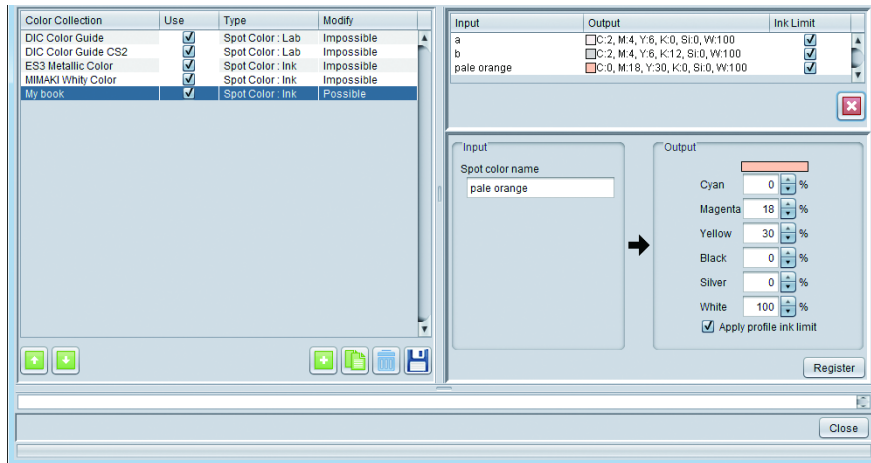 Color Collection Use Type Modify
DIC Color Guide Spot Color : Lab Impossible
DIC Color Guide CS2 Spot Color : Lab Impossible
ES3 Metallic Color Spot Color : Ink Impossible
MIMAKI Whity Color Spot Color : Ink Impossible
My book Spot Color : Ink Possible
Input Output Ink Limit
a C:2, M:4, Y:6, K:0, Si:0, W:100
b C:2, M:4, Y:6, K:12, Si:0, W:100
pale orange C:0, M:18, Y:30, K:0, Si:0, W:100
Input
Spot color name
pale orange
Output
Cyan 0 %
Magenta 18 %
Yellow 30 %
Black 0 %
Silver 0 %
White 100 %
Apply profile ink limit
Register
Close